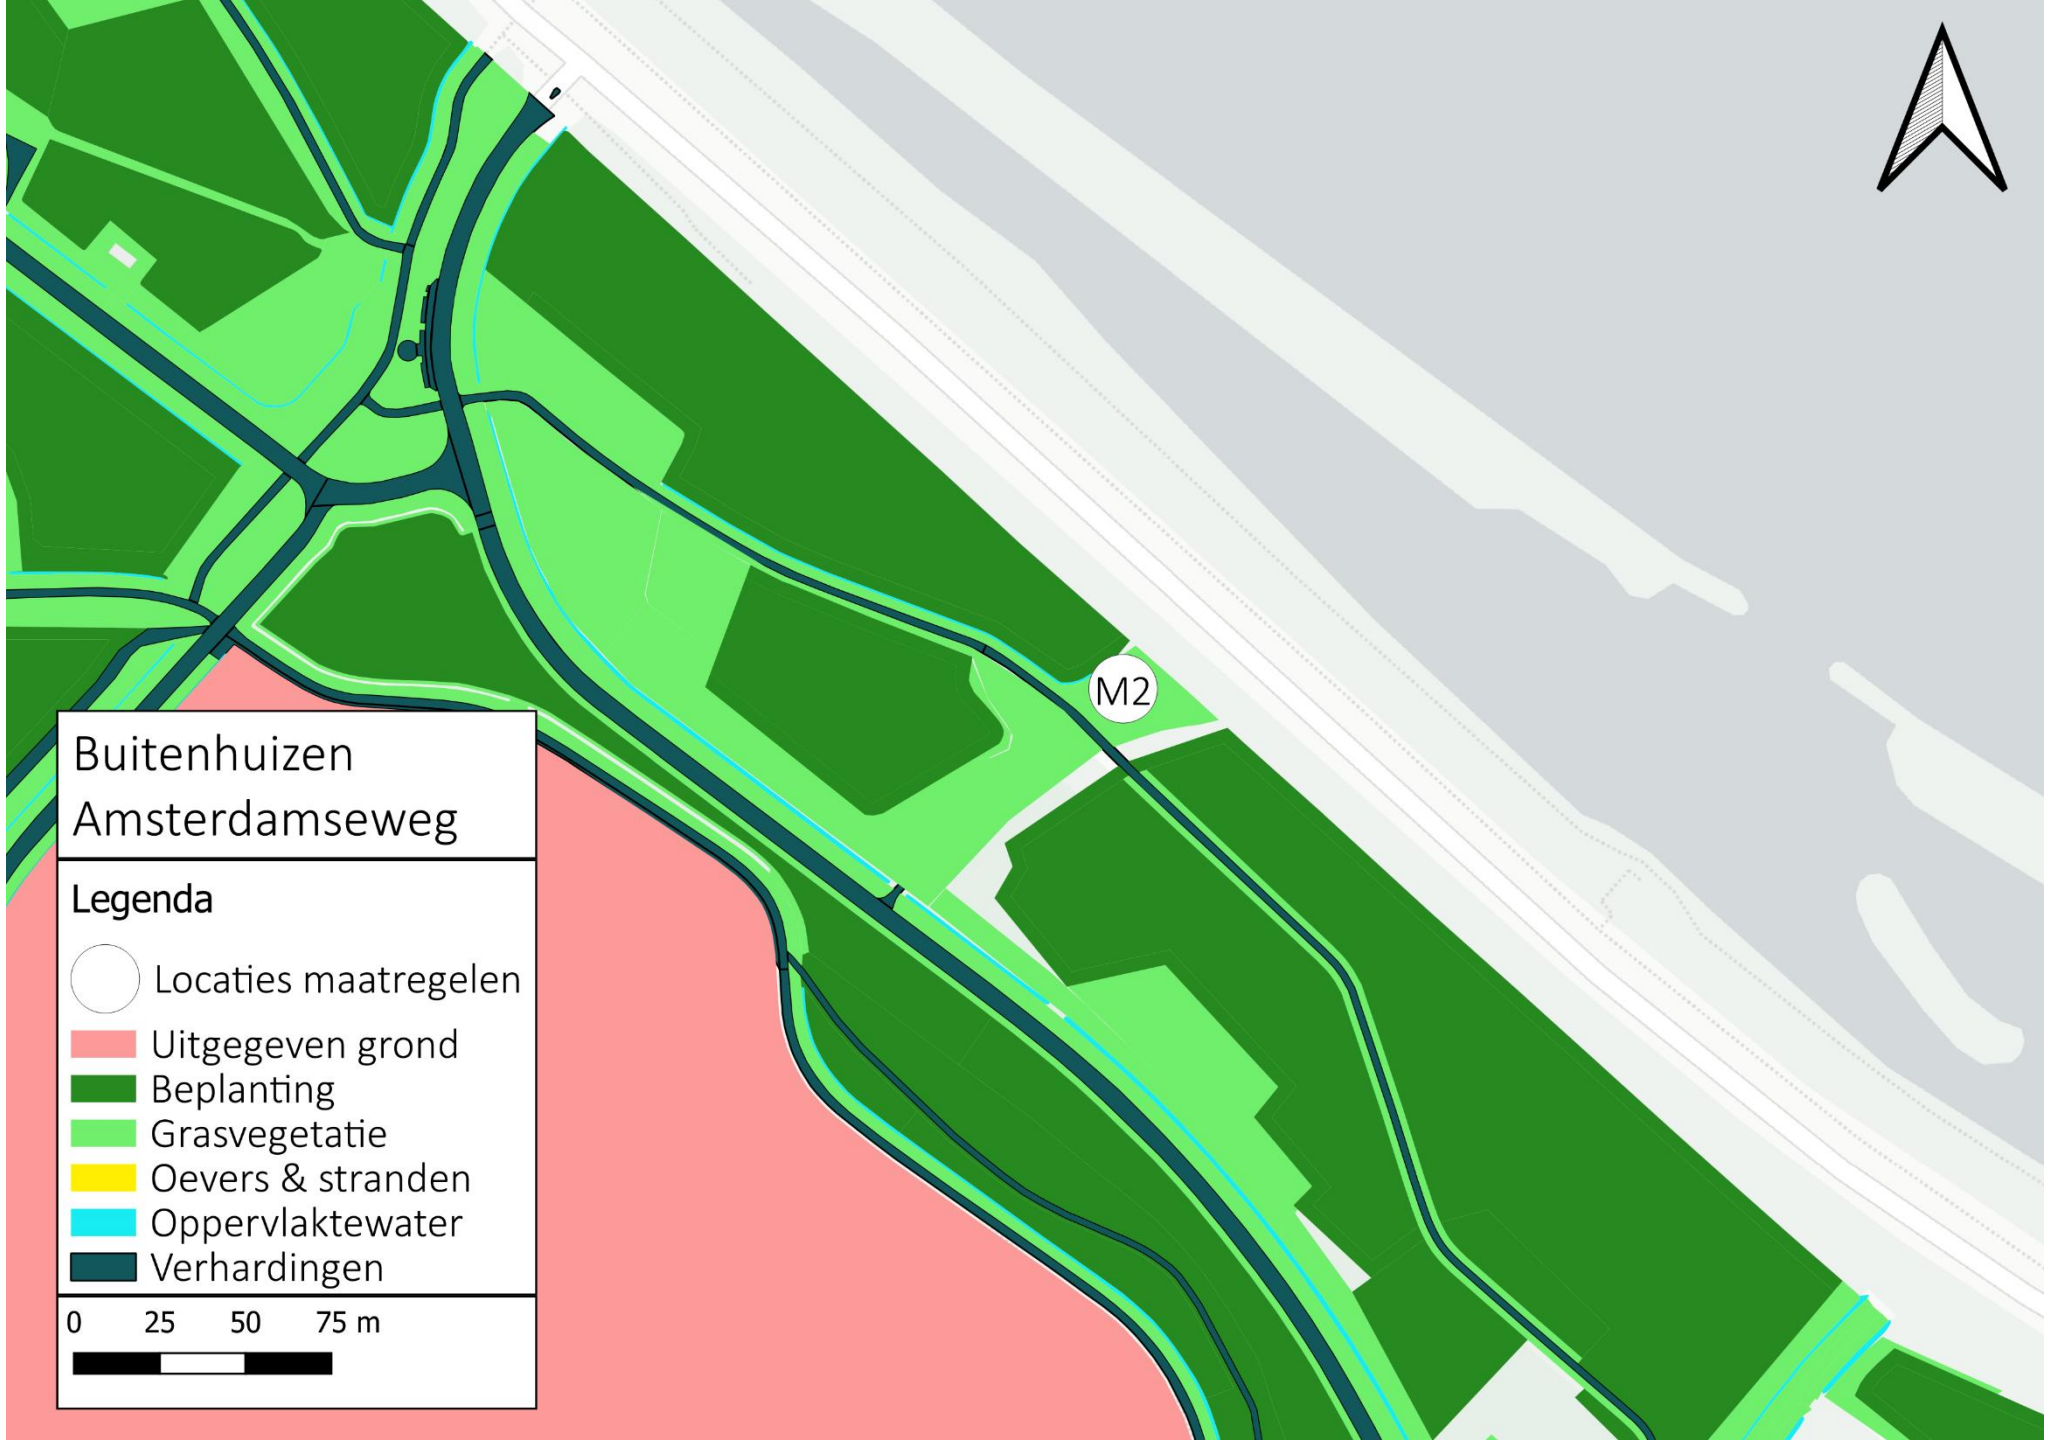 M2
Buitenhuizen
Amsterdamseweg
Legenda
Locaties maatregelen
Uitgegeven grond
Beplanting
Grasvegetatie
Oevers & stranden
Oppervlaktewater
Verhardingen
0 25 50 75 m